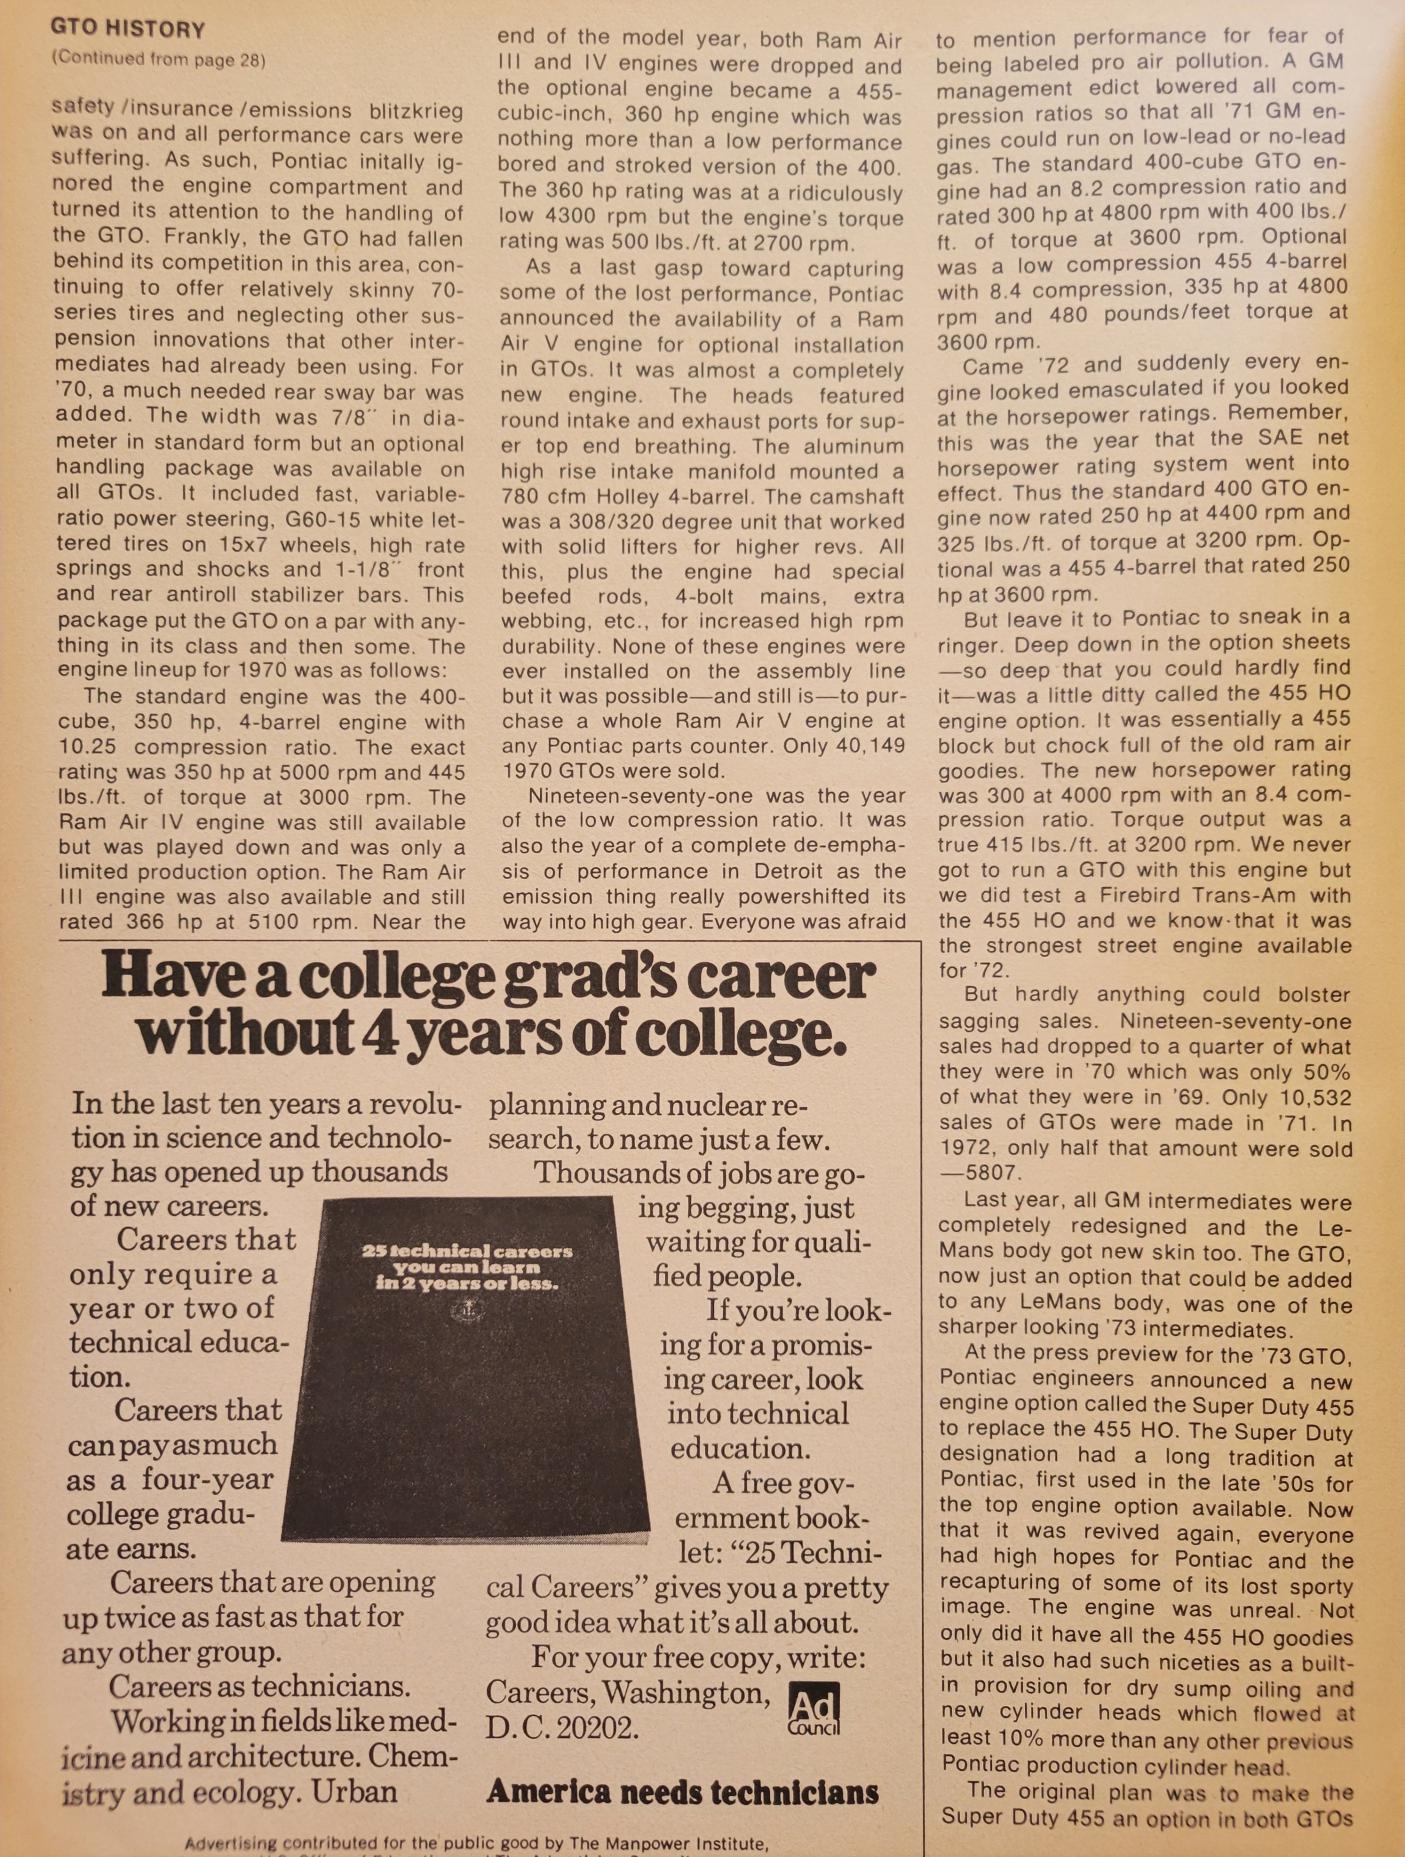 GTO HISTORY
(Continued from page 28)
safety/insurance/emissions blitzkrieg
was on and all performance cars were
suffering. As such, Pontiac initally ig-
nored the engine compartment and
turned its attention to the handling of
the GTO. Frankly, the GTO had fallen
behind its competition in this area, con-
tinuing to offer relatively skinny 70-
series tires and neglecting other sus-
pension innovations that other inter-
mediates had already been using. For
'70, a much needed rear sway bar was
added. The width was 7/8´´ in dia-
meter in standard form but an optional
handling package was available on
all GTOs. It included fast, variable-
ratio power steering, G60-15 white let-
tered tires on 15x7 wheels, high rate
springs and shocks and 1-1/8´´ front
and rear antiroll stabilizer bars. This
package put the GTO on a par with any-
thing in its class and then some. The
engine lineup for 1970 was as follows:
The standard engine was the 400-
cube, 350 hp, 4-barrel engine with
10.25 compression ratio. The exact
rating was 350 hp at 5000 rpm and 445
lbs./ft. of torque at 3000 rpm. The
Ram Air IV engine was still available
but was played down and was only a
limited production option. The Ram Air
III engine was also available and still
rated 366 hp at 5100 rpm. Near the
end of the model year, both Ram Air
III and IV engines were dropped and
the optional engine became a 455-
cubic-inch, 360 hp engine which was
nothing more than a low performance
bored and stroked version of the 400.
The 360 hp rating was at a ridiculously
low 4300 rpm but the engine's torque
rating was 500 lbs./ft. at 2700 rpm.
As a last gasp toward capturing
some of the lost performance, Pontiac
announced the availability of a Ram
Air V engine for optional installation
in GTOs. It was almost a completely
new engine. The heads featured
round intake and exhaust ports for sup-
er top end breathing. The aluminum
high rise intake manifold mounted a
780 cfm Holley 4-barrel. The camshaft
was a 308/320 degree unit that worked
with solid lifters for higher revs. All
this, plus the engine had special
beefed rods, 4-bolt mains, extra
webbing, etc., for increased high rpm
durability. None of these engines were
ever installed on the assembly line
but it was possible—and still is—to pur-
chase a whole Ram Air V engine at
any Pontiac parts counter. Only 40,149
1970 GTOs were sold.
Nineteen-seventy-one was the year
of the low compression ratio. It was
also the year of a complete de-empha-
sis of performance in Detroit as the
emission thing really powershifted its
way into high gear. Everyone was afraid
to mention performance for fear of
being labeled pro air pollution. A GM
management edict lowered all com-
pression ratios so that all '71 GM en-
gines could run on low-lead or no-lead
gas. The standard 400-cube GTO en-
gine had an 8.2 compression ratio and
rated 300 hp at 4800 rpm with 400 lbs./
ft. of torque at 3600 rpm. Optional
was a low compression 455 4-barrel
with 8.4 compression, 335 hp at 4800
rpm and 480 pounds/feet torque at
3600 rpm.
Came '72 and suddenly every en-
gine looked emasculated if you looked
at the horsepower ratings. Remember,
this was the year that the SAE net
horsepower rating system went into
effect. Thus the standard 400 GTO en-
gine now rated 250 hp at 4400 rpm and
325 lbs./ft. of torque at 3200 rpm. Op-
tional was a 455 4-barrel that rated 250
hp at 3600 rpm.
But leave it to Pontiac to sneak in a
ringer. Deep down in the option sheets
—so deep that you could hardly find
it—was a little ditty called the 455 HO
engine option. It was essentially a 455
block but chock full of the old ram air
goodies. The new horsepower rating
was 300 at 4000 rpm with an 8.4 com-
pression ratio. Torque output was a
true 415 lbs./ft. at 3200 rpm. We never
got to run a GTO with this engine but
we did test a Firebird Trans-Am with
the 455 HO and we know that it was
the strongest street engine available
for '72.
But hardly anything could bolster
sagging sales. Nineteen-seventy-one
sales had dropped to a quarter of what
they were in '70 which was only 50%
of what they were in '69. Only 10,532
sales of GTOs were made in '71. In
1972, only half that amount were sold
—5807.
Last year, all GM intermediates were
completely redesigned and the Le-
Mans body got new skin too. The GTO,
now just an option that could be added
to any LeMans body, was one of the
sharper looking '73 intermediates.
At the press preview for the '73 GTO,
Pontiac engineers announced a new
engine option called the Super Duty 455
to replace the 455 HO. The Super Duty
designation had a long tradition at
Pontiac, first used in the late '50s for
the top engine option available. Now
that it was revived again, everyone
had high hopes for Pontiac and the
recapturing of some of its lost sporty
image. The engine was unreal. Not
only did it have all the 455 HO goodies
but it also had such niceties as a built-
in provision for dry sump oiling and
new cylinder heads which flowed at
least 10% more than any other previous
Pontiac production cylinder head.
The original plan was to make the
Super Duty 455 an option in both GTOs
Have a college grad's career
without 4 years of college.
In the last ten years a revolu-
tion in science and technolo-
gy has opened up thousands
of new careers.
Careers that
only require a
year or two of
technical educa-
tion.
Careers that
can pay as much
as a four-year
college gradu-
ate earns.
Careers that are opening
up twice as fast as that for
any other group.
Careers as technicians.
Working in fields like med-
icine and architecture. Chem-
istry and ecology. Urban
planning and nuclear re-
search, to name just a few.
Thousands of jobs are go-
ing begging, just
waiting for quali-
fied people.
If you're look-
ing for a promis-
ing career, look
into technical
education.
A free gov-
ernment book-
let: "25 Techni-
cal Careers" gives you a pretty
good idea what it's all about.
For your free copy, write:
Careers, Washington,
D.C. 20202.
25 technical careers
you can learn
in 2 years or less.
Ad
Council
America needs technicians
Advertising contributed for the public good by The Manpower Institute,